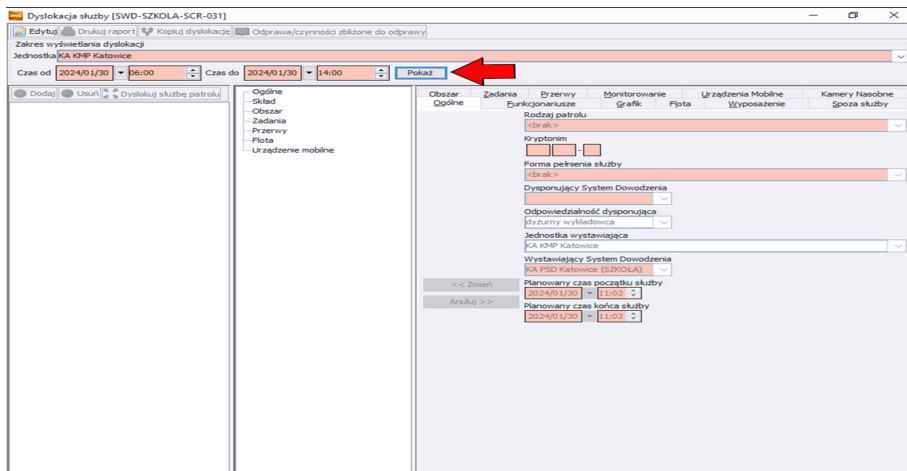 Dyslokacja służby [SWD-SZKOLA-SCR-031]
Edytuj Drukuj raport Kopiuj dyslokację Odprawa/czynności zbliżone do odprawy
Zakres wyświetlania dyslokacji
Jednostka KA KMP Katowice
Czas od 2024/01/30 06:00 Czas do 2024/01/30 14:00 Pokaż
Dodaj Usuń Dyslokuj służbę patrolu
Ogólne
Skład
Obszar
Zadania
Przerwy
Flota
Urządzenie mobilne
Obszar Zadania Przerwy Monitorowanie Urządzenia Mobilne Kamery Nasobne
Ogólne Funkcjonariusze Grafik Flota Wyposażenie Spoza służby
Rodzaj patrolu
<brak>
Kryptonim
-
Forma pełnienia służby
<brak>
Dysponujący System Dowodzenia
Odpowiedzialność dysponująca
dyżurny wykladowca
Jednostka wystawiająca
KA KMP Katowice
Wystawiający System Dowodzenia
KA PSD Katowice (SZKOŁA)
<< Zmień Planowany czas początku służby
2024/01/30 11:02
Anuluj >> Planowany czas końca służby
2024/01/30 11:02